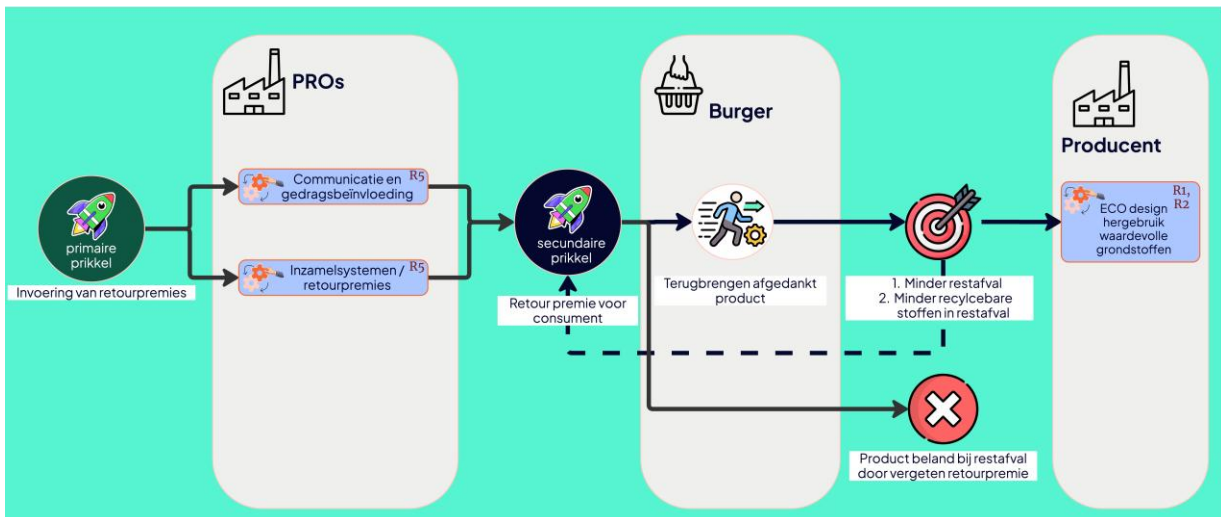 PROs
Burger
Producent
primaire
prikkel
Invoering van retourpremies
Communicatie en
gedragsbeïnvloeding
R5
Inzamelsystemen /
retourpremies
R5
secundaire
prikkel
Retour premie voor
consument
Terugbrengen afgedankt
product
1. Minder restafval
2. Minder recylcebare
stoffen in restafval
Product beland bij restafval
door vergeten retourpremie
R1,
R2
ECO design
hergebruik
waardevolle
grondstoffen